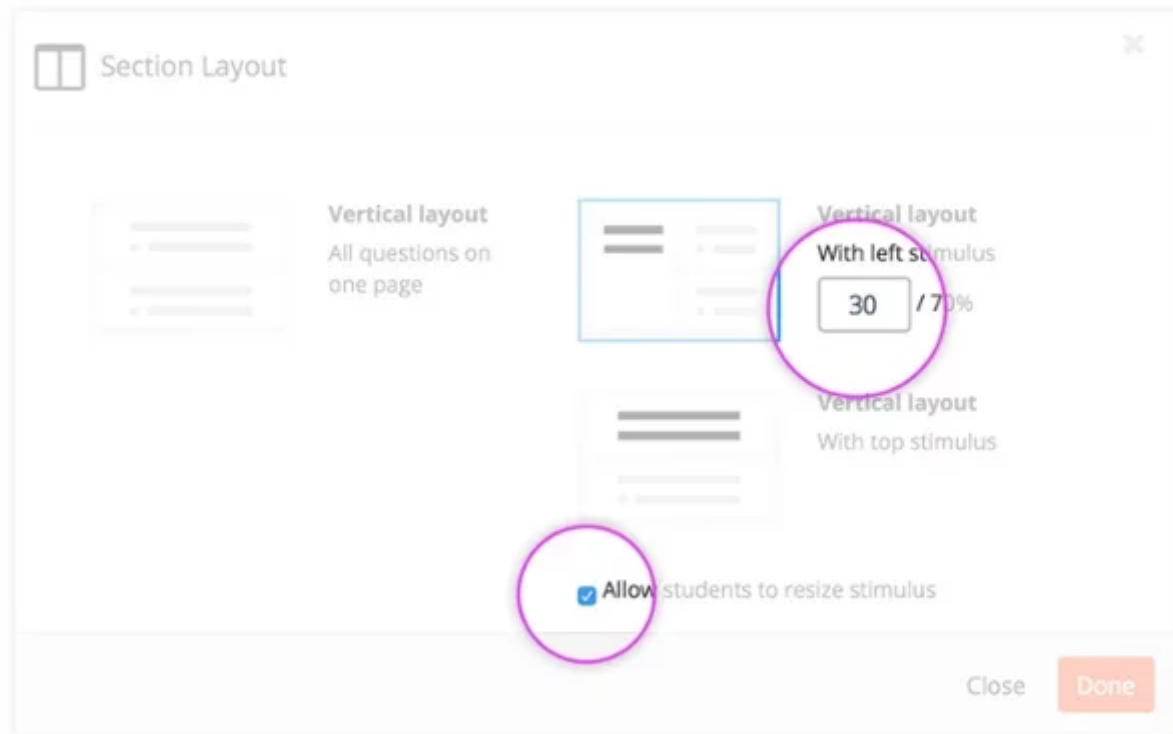 Section Layout
Vertical layout
All questions on
one page
Vertical layout
With left stimulus
30 / 70%
Vertical layout
With top stimulus
Allow students to resize stimulus
Close
Done